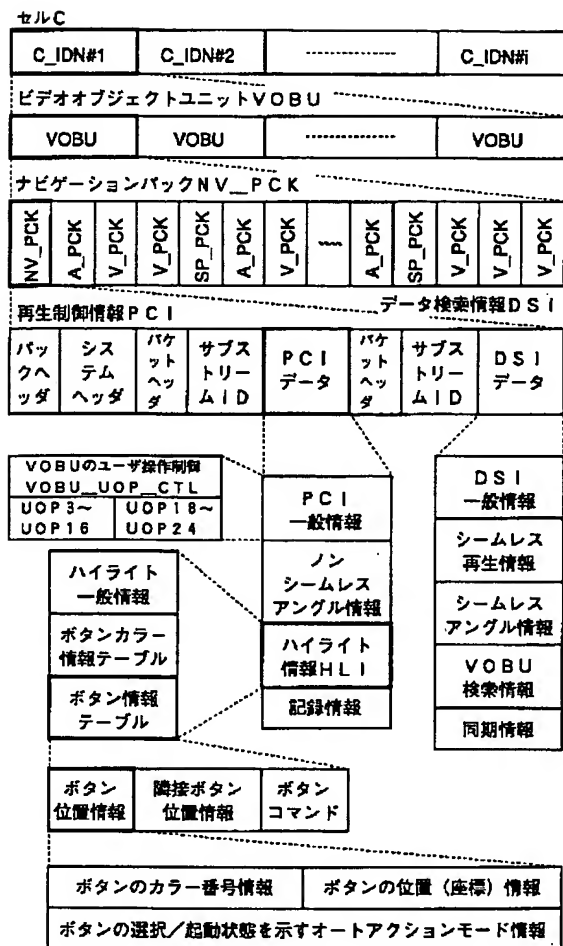 セルC
C_IDN#1 C_IDN#2 C_IDN#i
ビデオオブジェクトユニットVOBU
VOBU VOBU VOBU
ナビゲーションパックNV_PCK
NV_PCK A_PCK V_PCK V_PCK SP_PCK A_PCK V_PCK A_PCK SP_PCK V_PCK V_PCK V_PCK
再生制御情報PCI
データ検索情報DSI
パッ
クヘ
ッダ
シス
テム
ヘッダ
パケ
ット
ヘッ
ダ
サブス
トリー
ムID
PCI
データ
パケ
ット
ヘッ
ダ
サブス
トリー
ムID
DSI
データ
VOBUのユーザ操作制御
VOBU_UOP_CTL
UOP3~
UOP16
UOP18~
UOP24
PCI
一般情報
ノン
シームレス
アングル情報
ハイライト
情報HLI
記録情報
DSI
一般情報
シームレス
再生情報
シームレス
アングル情報
VOBU
検索情報
同期情報
ハイライト
一般情報
ボタンカラー
情報テーブル
ボタン情報
テーブル
ボタン
位置情報
隣接ボタン
位置情報
ボタン
コマンド
ボタンのカラー番号情報
ボタンの位置(座標)情報
ボタンの選択/起動状態を示すオートアクションモード情報